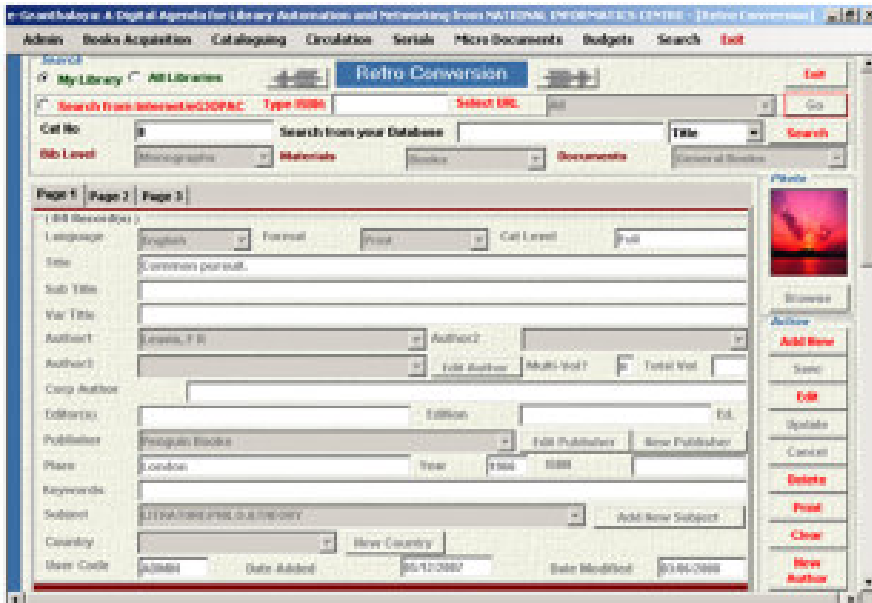 e-Granthalaya: A Digital Agenda for Library Automation and Networking from NATIONAL INFORMATICS CENTRE - [Retro Conversion]
Admin Books Acquisition Cataloguing Circulation Serials Micro Documents Budgets Search Exit
Search
My Library All Libraries Retro Conversion Exit
Search from Type ISBN Select URL All Go
Cat No Search from your Database Title Search
Bib Level Monographs Materials Books Documents General Books
Photo
Page 1 Page 2 Page 3
Record(s)
Language English Format Print Cat Level Full
Title Common pursuit.
Sub Title
Browse
Var Title
Action
Author1 Author2 Add New
Author3 Edit Author Multi-Vol? Total Vol Save
Corp Author Edit
Editor(s) Edition Ed. Update
Publisher Penguin Books Edit Publisher New Publisher Cancel
Place London Year ISBN
Keywords Delete
Subject Add New Subject Print
Country New Country Clear
User Code Date Added 05/12/2007 Date Modified New Author